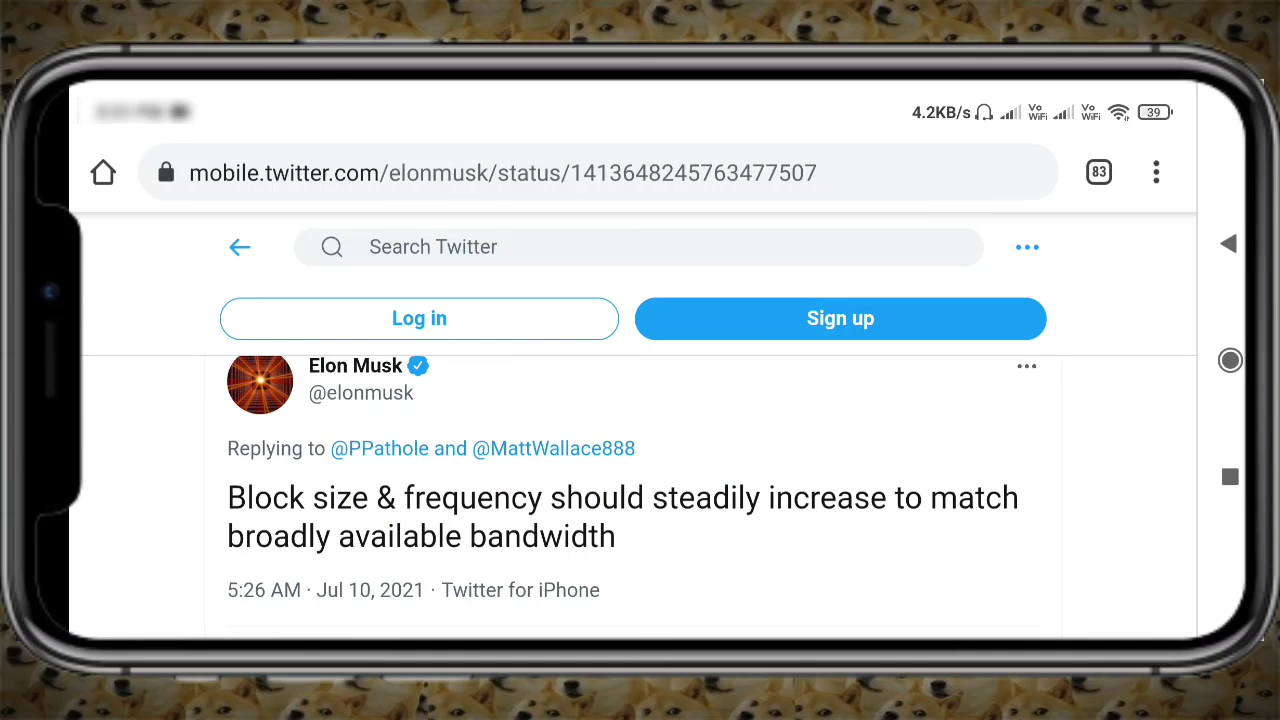 4.2KB/s Vo WiFi Vo WiFi 39
mobile.twitter.com/elonmusk/status/1413648245763477507 83
Search Twitter
Log in Sign up
Elon Musk
@elonmusk
Replying to @PPathole and @MattWallace888
Block size & frequency should steadily increase to match
broadly available bandwidth
5:26 AM · Jul 10, 2021 · Twitter for iPhone